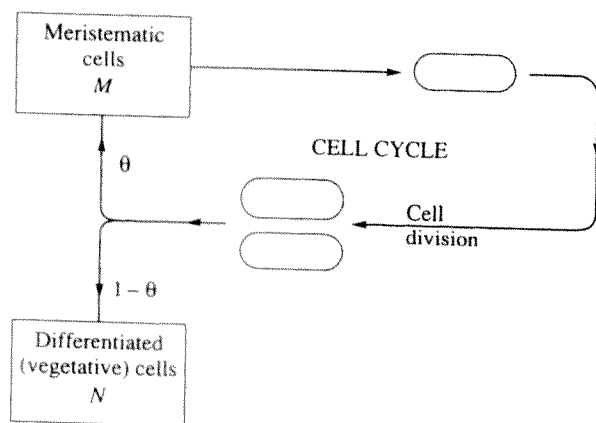 Meristematic
cells
M
CELL CYCLE
θ
Cell
division
1 – θ
Differentiated
(vegetative) cells
N